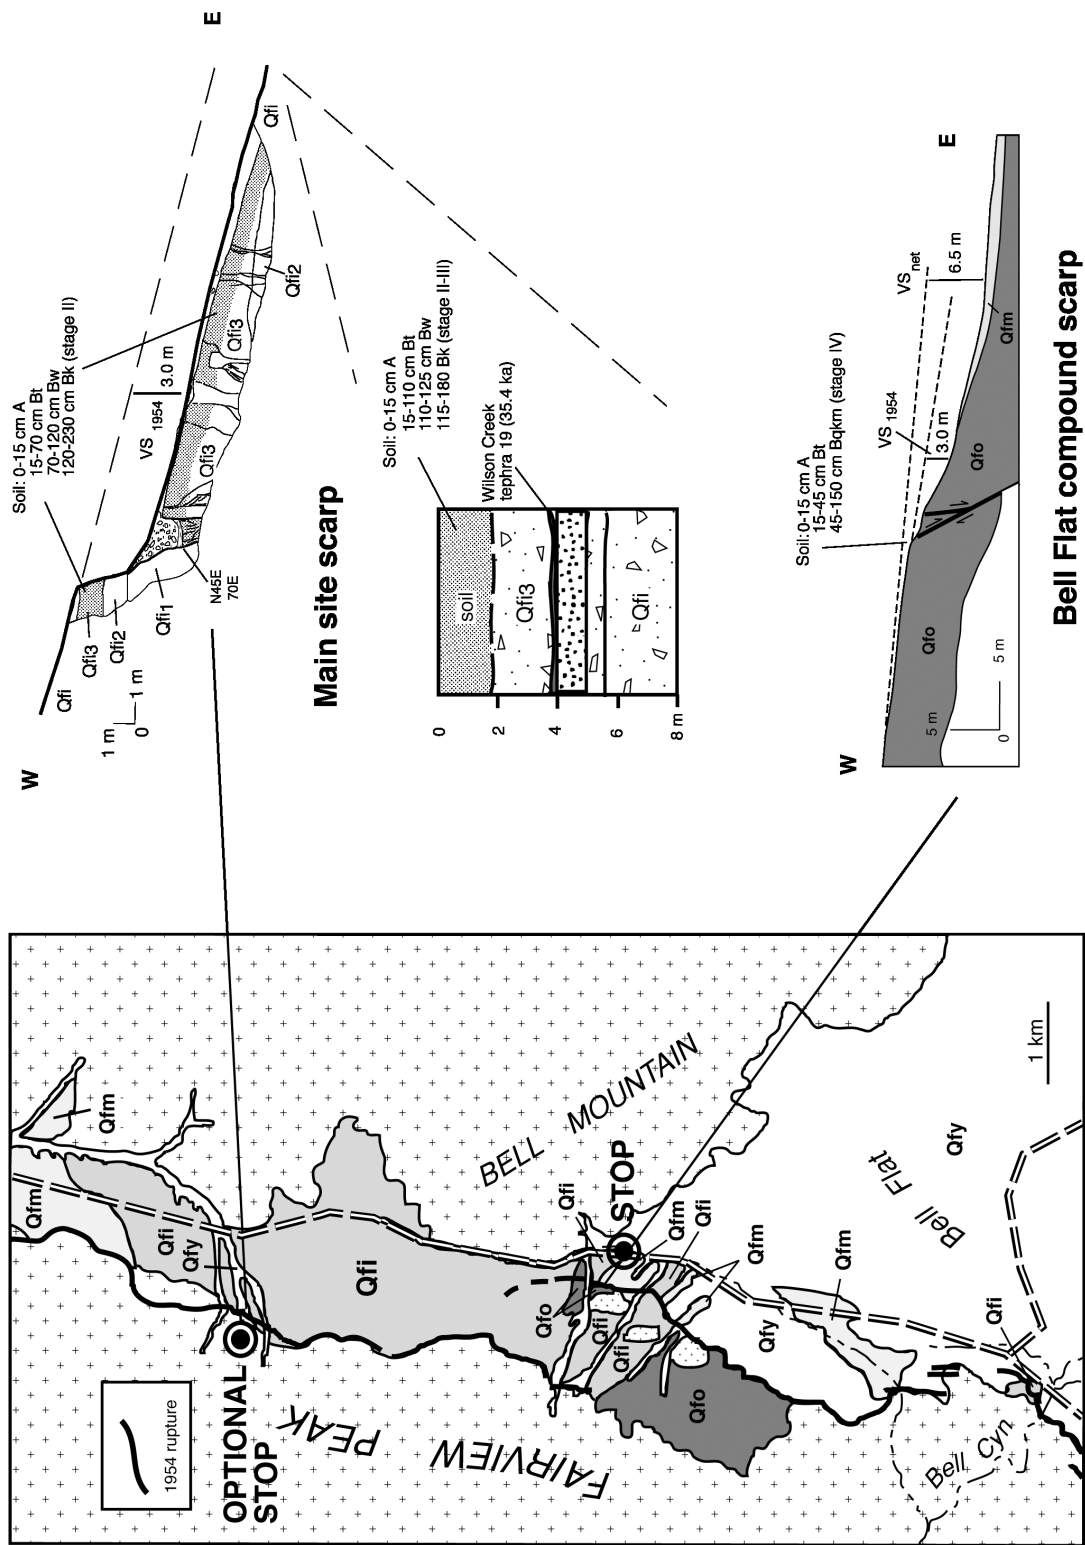 W
E
Qfi
Qfi3
Qfi2
Qfi1
1 m
0
1 m
N45E
70E
Soil: 0-15 cm A
15-70 cm Bt
70-120 cm Bw
120-230 cm Bk (stage II)
VS 1954
3.0 m
Qfi3
Qfi3
Qfi2
Qfi
Main site scarp
Soil: 0-15 cm A
15-110 cm Bt
110-125 cm Bw
115-180 Bk (stage II-III)
Wilson Creek
tephra 19 (35.4 ka)
0
2
4
6
8 m
soil
Qfi3
Qfi
W
E
Soil: 0-15 cm A
15-45 cm Bt
45-150 cm Bqkm (stage IV)
VS 1954
3.0 m
VS net
6.5 m
Qfo
Qfo
Qfm
5 m
0
5 m
Bell Flat compound scarp
1954 rupture
OPTIONAL
STOP
FAIRVIEW
PEAK
Qfm
Qfm
Qfi
Qfy
Qfi
BELL MOUNTAIN
STOP
Qfi
Qfo
Qfi
Qfi
Qfm
Qfi
Qfm
Qfo
Qfy
Qfm
Qfi
Bell Flat
Qfy
Bell Cyn
1 km